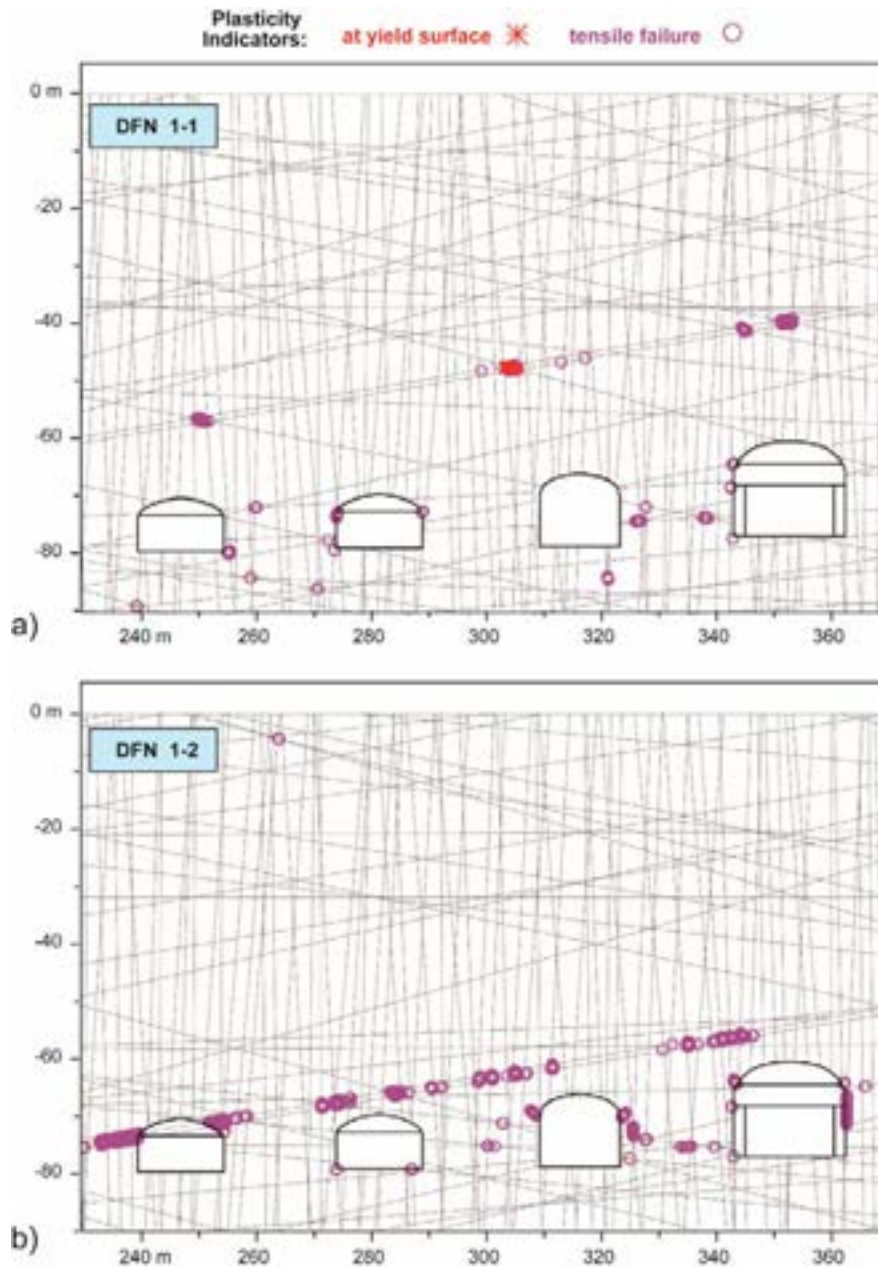 Plasticity
Indicators: at yield surface tensile failure
0 m
DFN 1-1
-20
-40
-60
-80
a)
240 m 260 280 300 320 340 360
0 m
DFN 1-2
-20
-40
-60
-80
b)
240 m 260 280 300 320 340 360